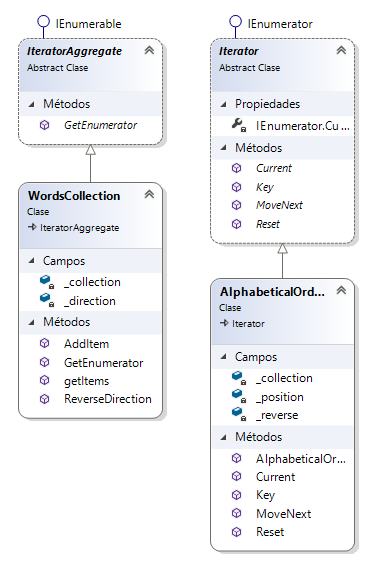 IEnumerable
IteratorAggregate
Abstract Clase
Métodos
GetEnumerator
WordsCollection
Clase
IteratorAggregate
Campos
_collection
_direction
Métodos
AddItem
GetEnumerator
getItems
ReverseDirection
IEnumerator
Iterator
Abstract Clase
Propiedades
IEnumerator.Cu...
Métodos
Current
Key
MoveNext
Reset
AlphabeticalOrd...
Clase
Iterator
Campos
_collection
_position
_reverse
Métodos
AlphabeticalOr...
Current
Key
MoveNext
Reset